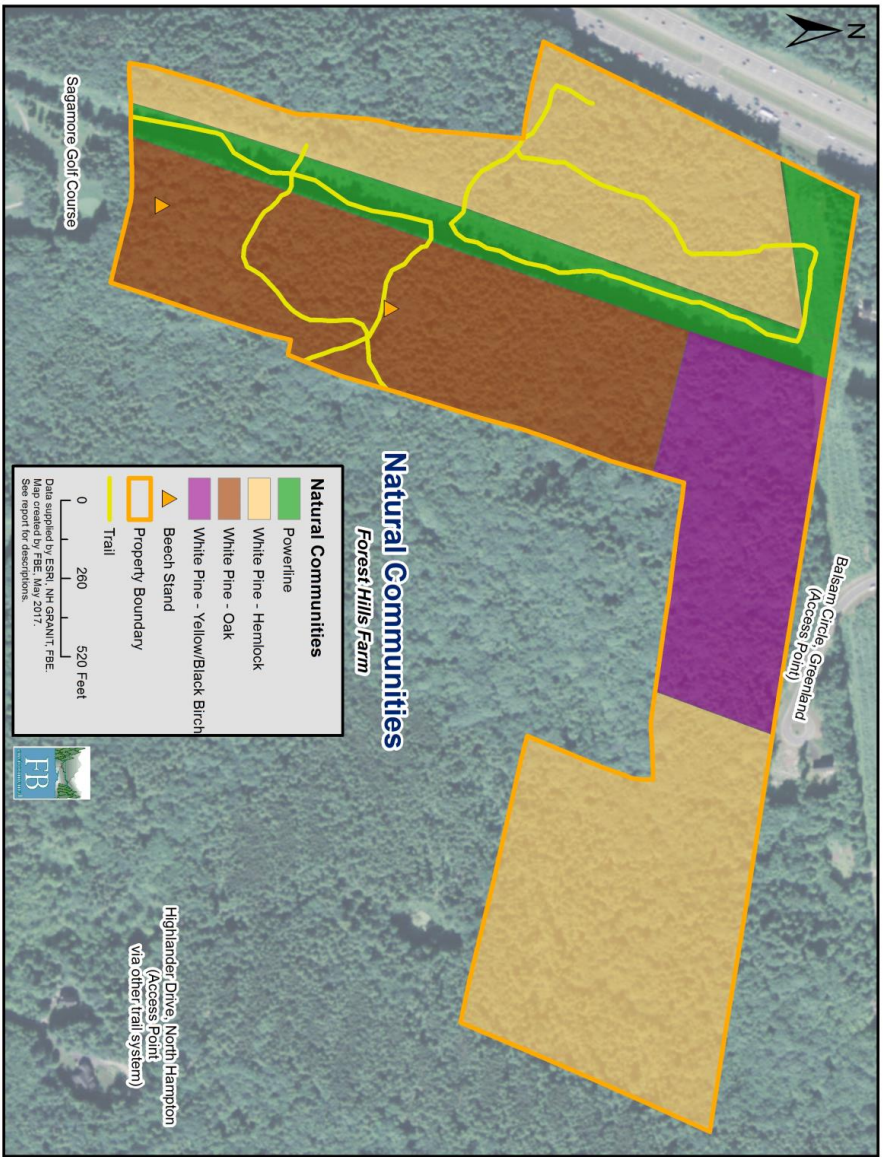 N
Balsam Circle, Greenland
(Access Point)
Sagamore Golf Course
Natural Communities
Forest Hills Farm
Natural Communities
Powerline
White Pine - Hemlock
White Pine - Oak
White Pine - Yellow/Black Birch
Beech Stand
Property Boundary
Trail
0 260 520 Feet
Data supplied by ESRI, NH GRANIT, FBE.
Map created by FBE, May 2017.
See report for descriptions.
FB
Highlander Drive, North Hampton
(Access Point
via other trail system)